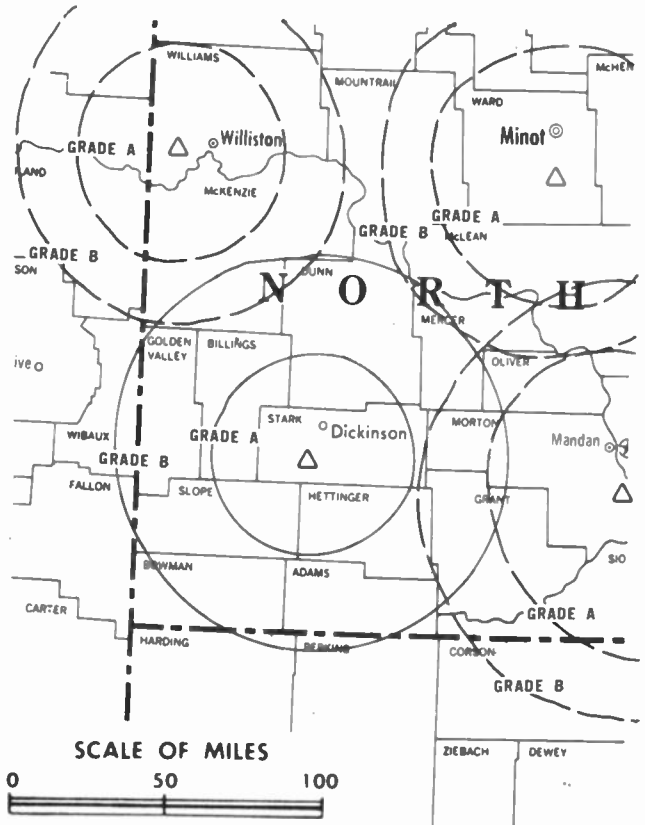 WILLIAMS
MOUNTRAIL
McHEN
WARD
Minot
Williston
GRADE A
LAND
McKENZIE
GRADE A
GRADE B
McLEAN
GRADE B
SON
DUNN
NORTH
MERCER
GOLDEN
VALLEY
BILLINGS
OLIVER
ive
STARK
Dickinson
MORTON
Mandan
WIBAUX
GRADE A
GRADE B
FALLON
SLOPE
HETTINGER
GRANT
BOWMAN
ADAMS
SIO
CARTER
GRADE A
HARDING
PERKINS
CORSON
GRADE B
SCALE OF MILES
ZIEBACH
DEWEY
0 50 100